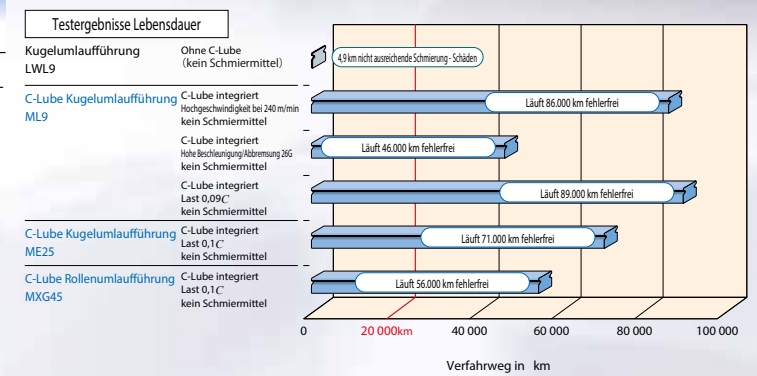 Testergebnisse Lebensdauer
Kugelumlaufführung
LWL9
Ohne C-Lube
(kein Schmiermittel)
4,9 km nicht ausreichende Schmierung - Schäden
C-Lube Kugelumlaufführung
ML9
C-Lube integriert
Hochgeschwindigkeit bei 240 m/min
kein Schmiermittel
Läuft 86.000 km fehlerfrei
C-Lube integriert
Hohe Beschleunigung/Abbremsung 26G
kein Schmiermittel
Läuft 46.000 km fehlerfrei
C-Lube integriert
Last 0,09C
kein Schmiermittel
Läuft 89.000 km fehlerfrei
C-Lube Kugelumlaufführung
ME25
C-Lube integriert
Last 0,1C
kein Schmiermittel
Läuft 71.000 km fehlerfrei
C-Lube Rollenumlaufführung
MXG45
C-Lube integriert
Last 0,1C
kein Schmiermittel
Läuft 56.000 km fehlerfrei
0 20 000km 40 000 60 000 80 000 100 000
Verfahrweg in km